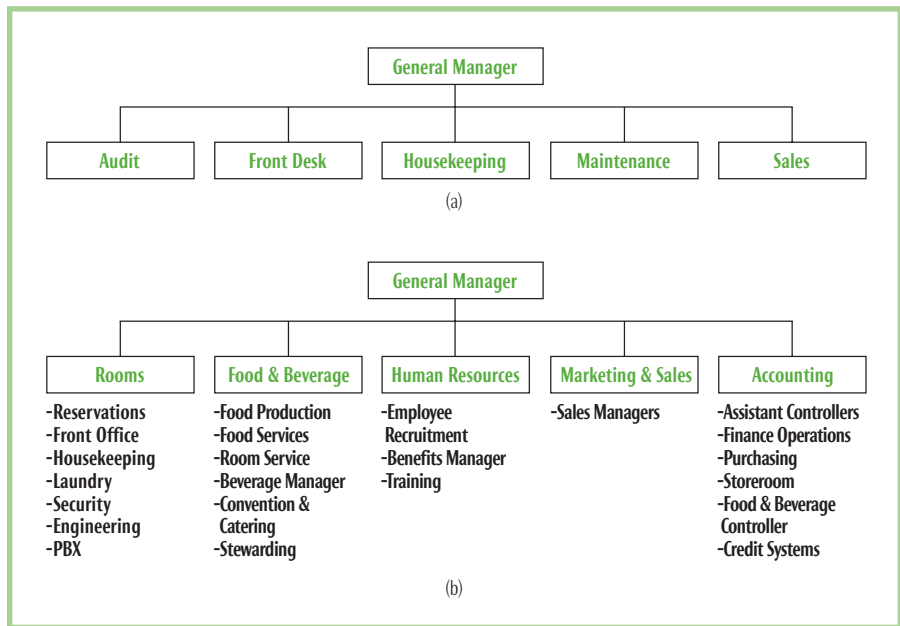 General Manager
Audit
Front Desk
Housekeeping
Maintenance
Sales
(a)
General Manager
Rooms
-Reservations
-Front Office
-Housekeeping
-Laundry
-Security
-Engineering
-PBX
Food & Beverage
-Food Production
-Food Services
-Room Service
-Beverage Manager
-Convention &
Catering
-Stewarding
Human Resources
-Employee
Recruitment
-Benefits Manager
-Training
Marketing & Sales
-Sales Managers
Accounting
-Assistant Controllers
-Finance Operations
-Purchasing
-Storeroom
-Food & Beverage
Controller
-Credit Systems
(b)